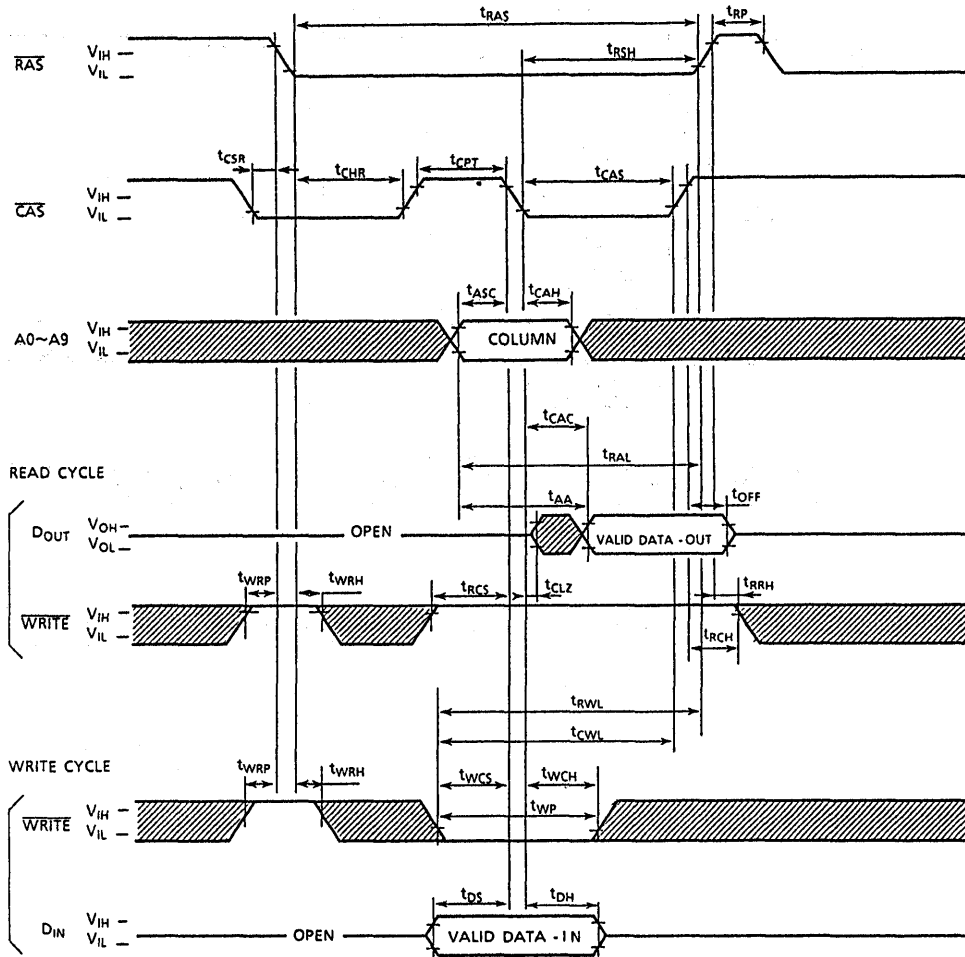 tRAS
tRP
tRSH
RAS
VIH
VIL
tCSR
tCHR
tCPT
tCAS
CAS
VIH
VIL
tASC
tCAH
A0~A9
VIH
VIL
COLUMN
tCAC
tRAL
READ CYCLE
tAA
tOFF
DOUT
VOH
VOL
OPEN
VALID DATA - OUT
tWRP
tWRH
tRCS
tCLZ
tRRH
WRITE
VIH
VIL
tRCH
tRWL
tCWL
WRITE CYCLE
tWRP
tWRH
tWCS
tWCH
tWP
WRITE
VIH
VIL
tDS
tDH
DIN
VIH
VIL
OPEN
VALID DATA - IN